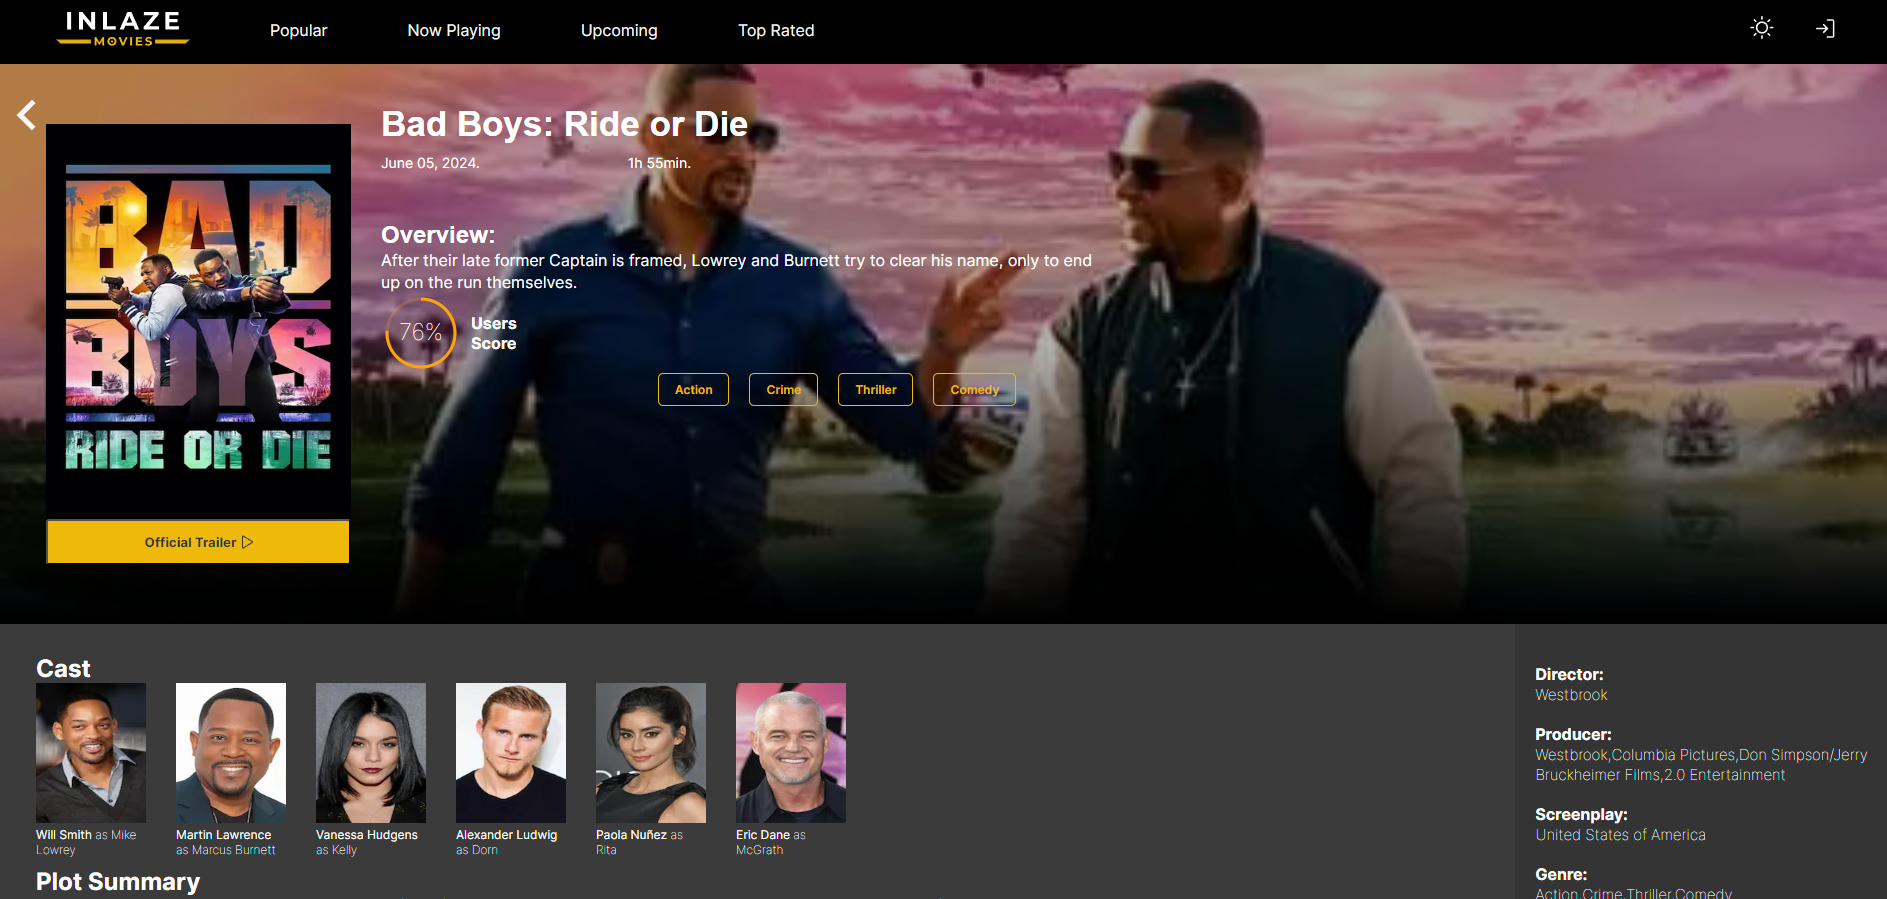 INLAZE
MOVIES
Popular
Now Playing
Upcoming
Top Rated
Bad Boys: Ride or Die
June 05, 2024.
1h 55min.
BAD
BOYS
RIDE OR DIE
Overview:
After their late former Captain is framed, Lowrey and Burnett try to clear his name, only to end
up on the run themselves.
76%
Users
Score
Action
Crime
Thriller
Comedy
Official Trailer
Cast
Will Smith as Mike
Lowrey
Martin Lawrence
as Marcus Burnett
Vanessa Hudgens
as Kelly
Alexander Ludwig
as Dorn
Paola Nuñez as
Rita
Eric Dane as
McGrath
Plot Summary
Director:
Westbrook
Producer:
Westbrook,Columbia Pictures,Don Simpson/Jerry
Bruckheimer Films,2.0 Entertainment
Screenplay:
United States of America
Genre:
Action,Crime,Thriller,Comedy